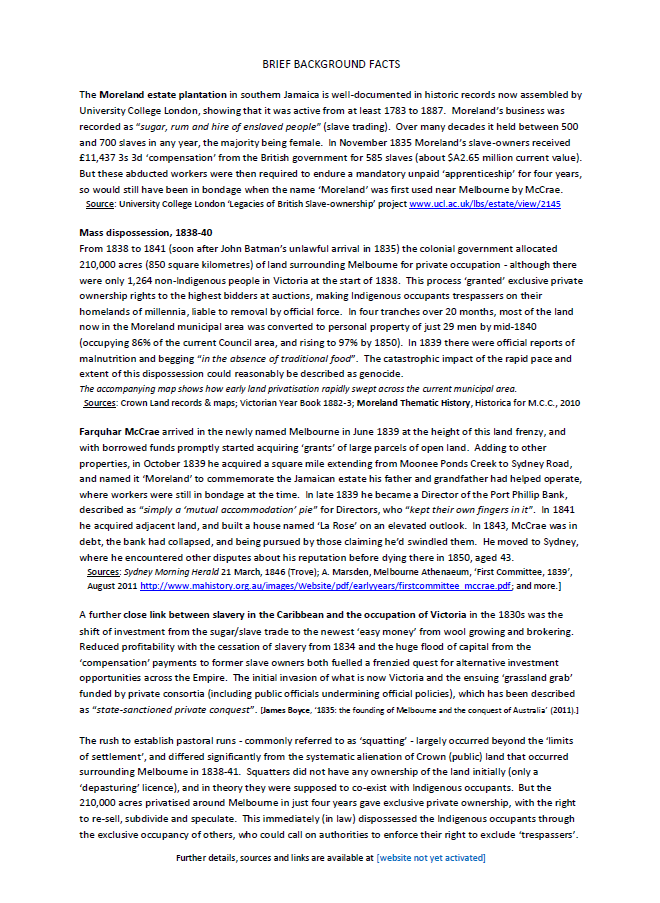 BRIEF BACKGROUND FACTS
The Moreland estate plantation in southern Jamaica is well-documented in historic records now assembled by
University College London, showing that it was active from at least 1783 to 1887. Moreland's business was
recorded as "sugar, rum and hire of enslaved people" (slave trading). Over many decades it held between 500
and 700 slaves in any year, the majority being female. In November 1835 Moreland's slave-owners received
£11,437 3s 3d 'compensation' from the British government for 585 slaves (about $A2.65 million current value).
But these abducted workers were then required to endure a mandatory unpaid 'apprenticeship' for four years,
so would still have been in bondage when the name 'Moreland' was first used near Melbourne by McCrae.
Source: University College London 'Legacies of British Slave-ownership' project www.ucl.ac.uk/lbs/estate/view/2145
Mass dispossession, 1838-40
From 1838 to 1841 (soon after John Batman's unlawful arrival in 1835) the colonial government allocated
210,000 acres (850 square kilometres) of land surrounding Melbourne for private occupation - although there
were only 1,264 non-Indigenous people in Victoria at the start of 1838. This process 'granted' exclusive private
ownership rights to the highest bidders at auctions, making Indigenous occupants trespassers on their
homelands of millennia, liable to removal by official force. In four tranches over 20 months, most of the land
now in the Moreland municipal area was converted to personal property of just 29 men by mid-1840
(occupying 86% of the current Council area, and rising to 97% by 1850). In 1839 there were official reports of
malnutrition and begging "in the absence of traditional food". The catastrophic impact of the rapid pace and
extent of this dispossession could reasonably be described as genocide.
The accompanying map shows how early land privatisation rapidly swept across the current municipal area.
Sources: Crown Land records & maps; Victorian Year Book 1882-3; Moreland Thematic History, Historica for M.C.C., 2010
Farquhar McCrae arrived in the newly named Melbourne in June 1839 at the height of this land frenzy, and
with borrowed funds promptly started acquiring 'grants' of large parcels of open land. Adding to other
properties, in October 1839 he acquired a square mile extending from Moonee Ponds Creek to Sydney Road,
and named it 'Moreland' to commemorate the Jamaican estate his father and grandfather had helped operate,
where workers were still in bondage at the time. In late 1839 he became a Director of the Port Phillip Bank,
described as "simply a 'mutual accommodation' pie" for Directors, who "kept their own fingers in it". In 1841
he acquired adjacent land, and built a house named 'La Rose' on an elevated outlook. In 1843, McCrae was in
debt, the bank had collapsed, and being pursued by those claiming he'd swindled them. He moved to Sydney,
where he encountered other disputes about his reputation before dying there in 1850, aged 43.
Sources: Sydney Morning Herald 21 March, 1846 (Trove); A. Marsden, Melbourne Athenaeum, 'First Committee, 1839',
August 2011 http://www.mahistory.org.au/images/Website/pdf/earlyyears/firstcommittee_mccrae.pdf; and more.]
A further close link between slavery in the Caribbean and the occupation of Victoria in the 1830s was the
shift of investment from the sugar/slave trade to the newest 'easy money' from wool growing and brokering.
Reduced profitability with the cessation of slavery from 1834 and the huge flood of capital from the
'compensation' payments to former slave owners both fuelled a frenzied quest for alternative investment
opportunities across the Empire. The initial invasion of what is now Victoria and the ensuing 'grassland grab'
funded by private consortia (including public officials undermining official policies), which has been described
as "state-sanctioned private conquest". [James Boyce, '1835: the founding of Melbourne and the conquest of Australia' (2011).]
The rush to establish pastoral runs - commonly referred to as 'squatting' - largely occurred beyond the 'limits
of settlement', and differed significantly from the systematic alienation of Crown (public) land that occurred
surrounding Melbourne in 1838-41. Squatters did not have any ownership of the land initially (only a
'depasturing' licence), and in theory they were supposed to co-exist with Indigenous occupants. But the
210,000 acres privatised around Melbourne in just four years gave exclusive private ownership, with the right
to re-sell, subdivide and speculate. This immediately (in law) dispossessed the Indigenous occupants through
the exclusive occupancy of others, who could call on authorities to enforce their right to exclude 'trespassers'.
Further details, sources and links are available at [website not yet activated]